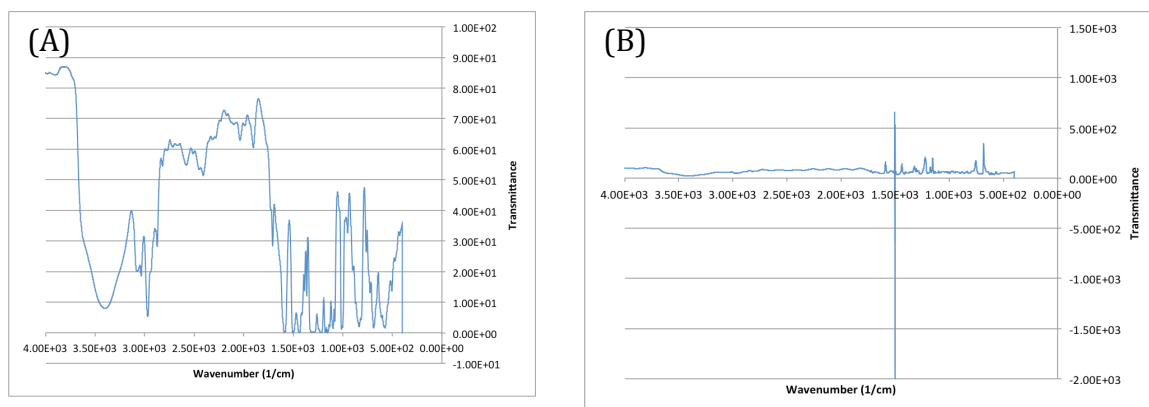 (A)
1.00E+02
9.00E+01
8.00E+01
7.00E+01
6.00E+01
5.00E+01
4.00E+01
3.00E+01
2.00E+01
1.00E+01
0.00E+00
-1.00E+01
Transmittance
4.00E+03 3.50E+03 3.00E+03 2.50E+03 2.00E+03 1.50E+03 1.00E+03 5.00E+02 0.00E+00
Wavenumber (1/cm)
(B)
1.50E+03
1.00E+03
5.00E+02
0.00E+00
-5.00E+02
-1.00E+03
-1.50E+03
-2.00E+03
Transmittance
4.00E+03 3.50E+03 3.00E+03 2.50E+03 2.00E+03 1.50E+03 1.00E+03 5.00E+02 0.00E+00
Wavenumber (1/cm)